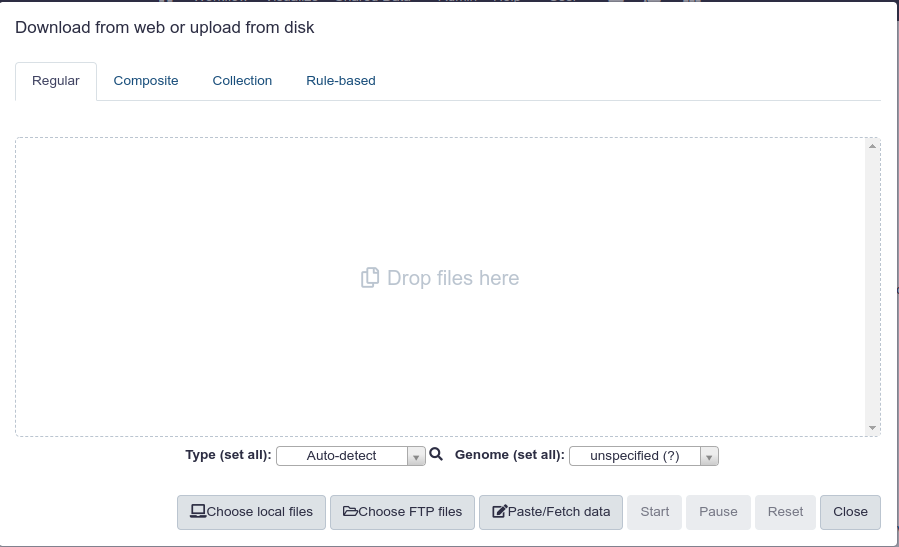 Download from web or upload from disk
Regular Composite Collection Rule-based
Drop files here
Type (set all): Auto-detect Genome (set all): unspecified (?)
Choose local files Choose FTP files Paste/Fetch data Start Pause Reset Close